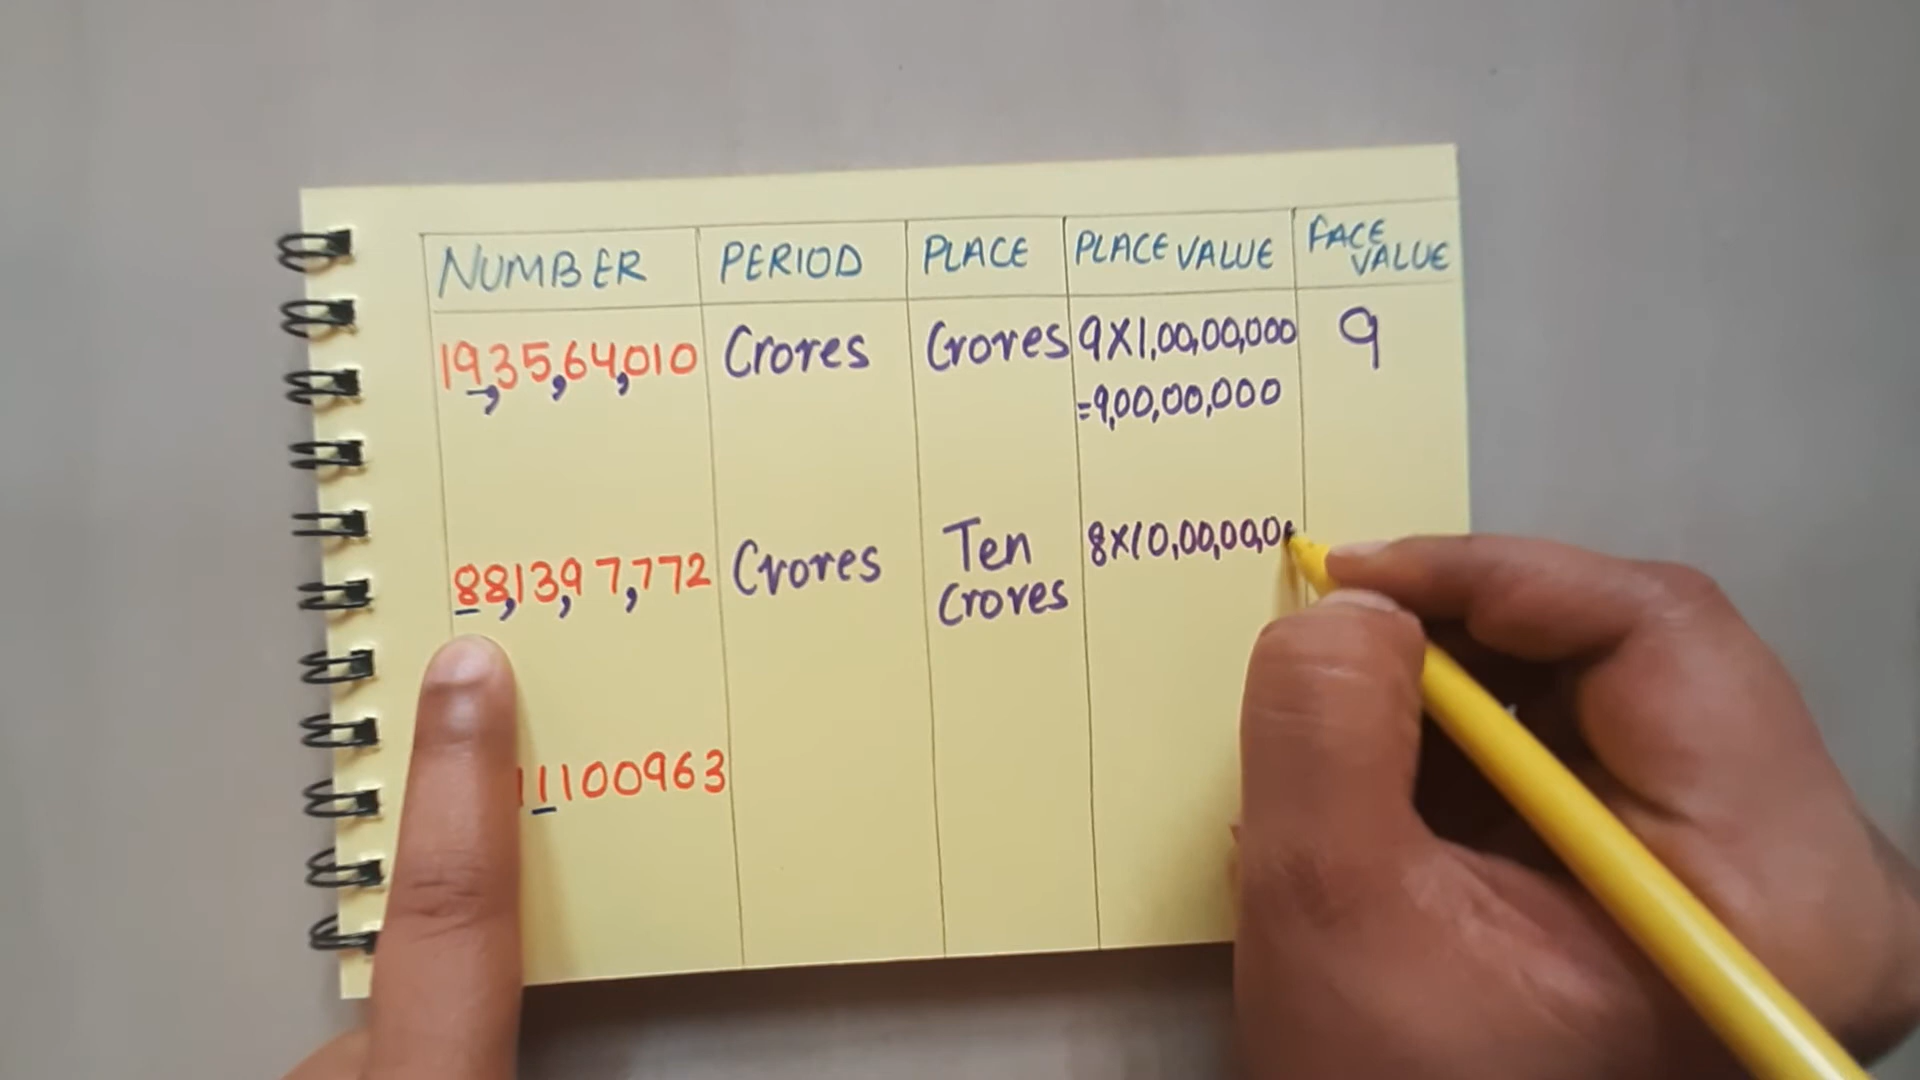 NUMBER PERIOD PLACE PLACE VALUE FACE VALUE
19,35,64,010 Crores Crores 9X1,00,00,000 9
=9,00,00,000
88,13,97,772 Crores Ten Crores 8X10,00,00,0
11100963